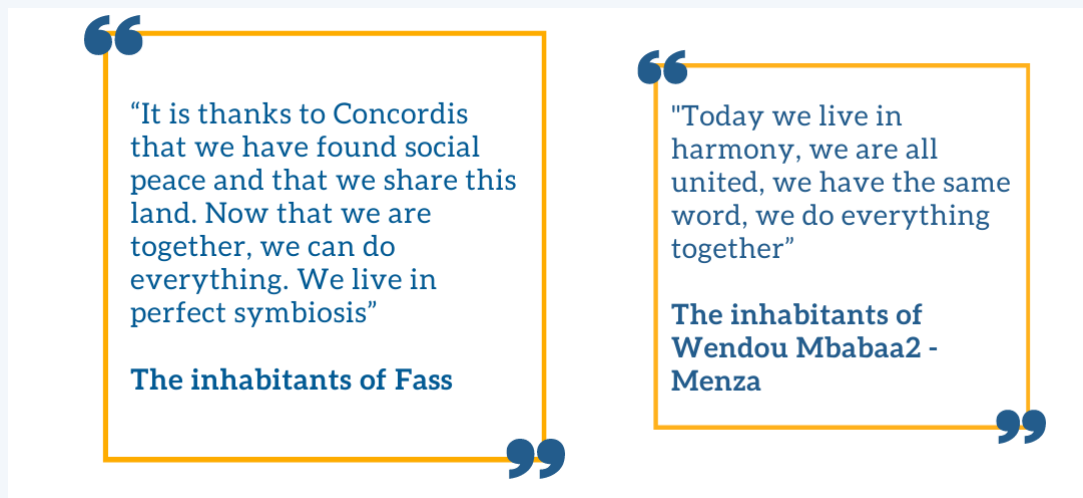 “It is thanks to Concordis
that we have found social
peace and that we share this
land. Now that we are
together, we can do
everything. We live in
perfect symbiosis”
The inhabitants of Fass
"Today we live in
harmony, we are all
united, we have the same
word, we do everything
together”
The inhabitants of
Wendou Mbabaa2 -
Menza